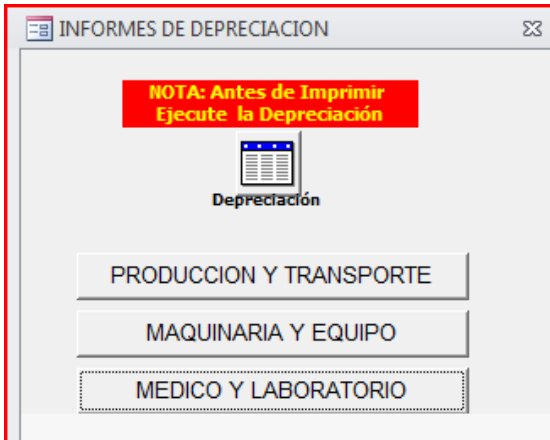 INFORMES DE DEPRECIACION
NOTA: Antes de Imprimir
Ejecute la Depreciación
Depreciación
PRODUCCION Y TRANSPORTE
MAQUINARIA Y EQUIPO
MEDICO Y LABORATORIO